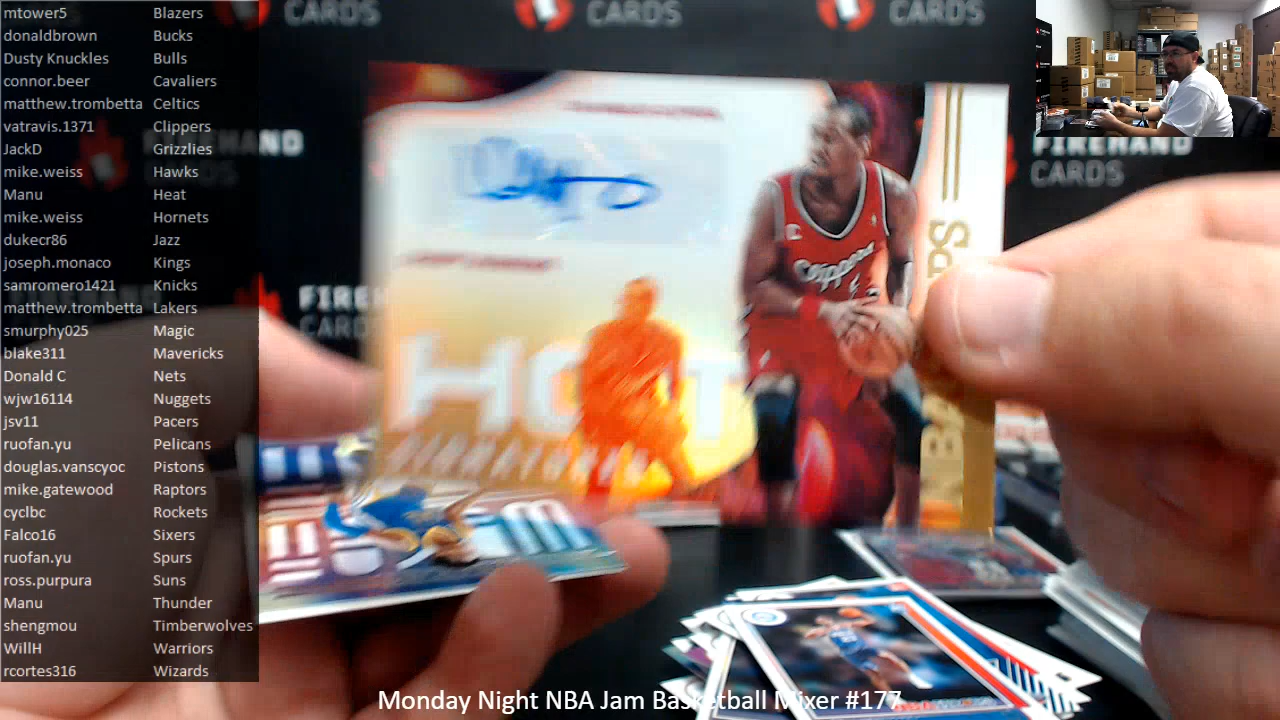 mtower5 Blazers
donaldbrown Bucks
Dusty Knuckles Bulls
connor.beer Cavaliers
matthew.trombetta Celtics
vatravis.1371 Clippers
JackD Grizzlies
mike.weiss Hawks
Manu Heat
mike.weiss Hornets
dukecr86 Jazz
joseph.monaco Kings
samromero1421 Knicks
matthew.trombetta Lakers
smurphy025 Magic
blake311 Mavericks
Donald C Nets
wjw16114 Nuggets
jsv11 Pacers
ruofan.yu Pelicans
douglas.vanscyoc Pistons
mike.gatewood Raptors
cyclbc Rockets
Falco16 Sixers
ruofan.yu Spurs
ross.purpura Suns
Manu Thunder
shengmou Timberwolves
WillH Warriors
rcortes316 Wizards
CARDS
CARDS
CARDS
FIREHAND
CARDS
Clippers
HOT
SIGNATURES
Monday Night NBA Jam Basketball Mixer #177